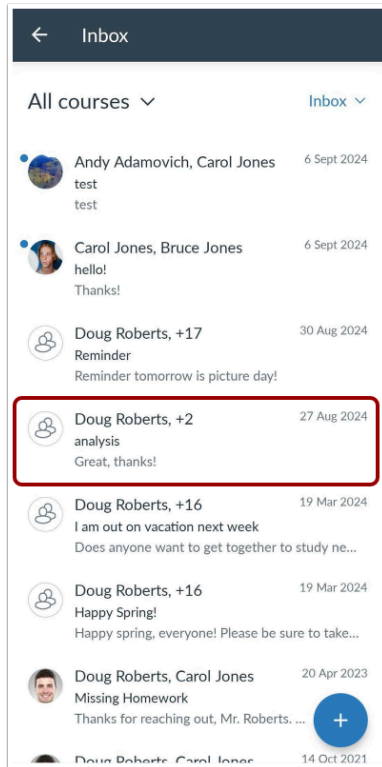 Inbox
All courses
Inbox
Andy Adamovich, Carol Jones
6 Sept 2024
test
test
Carol Jones, Bruce Jones
6 Sept 2024
hello!
Thanks!
Doug Roberts, +17
30 Aug 2024
Reminder
Reminder tomorrow is picture day!
Doug Roberts, +2
27 Aug 2024
analysis
Great, thanks!
Doug Roberts, +16
19 Mar 2024
I am out on vacation next week
Does anyone want to get together to study ne...
Doug Roberts, +16
19 Mar 2024
Happy Spring!
Happy spring, everyone! Please be sure to take...
Doug Roberts, Carol Jones
20 Apr 2023
Missing Homework
Thanks for reaching out, Mr. Roberts. ...
Doug Roberts, Carol Jones
14 Oct 2021